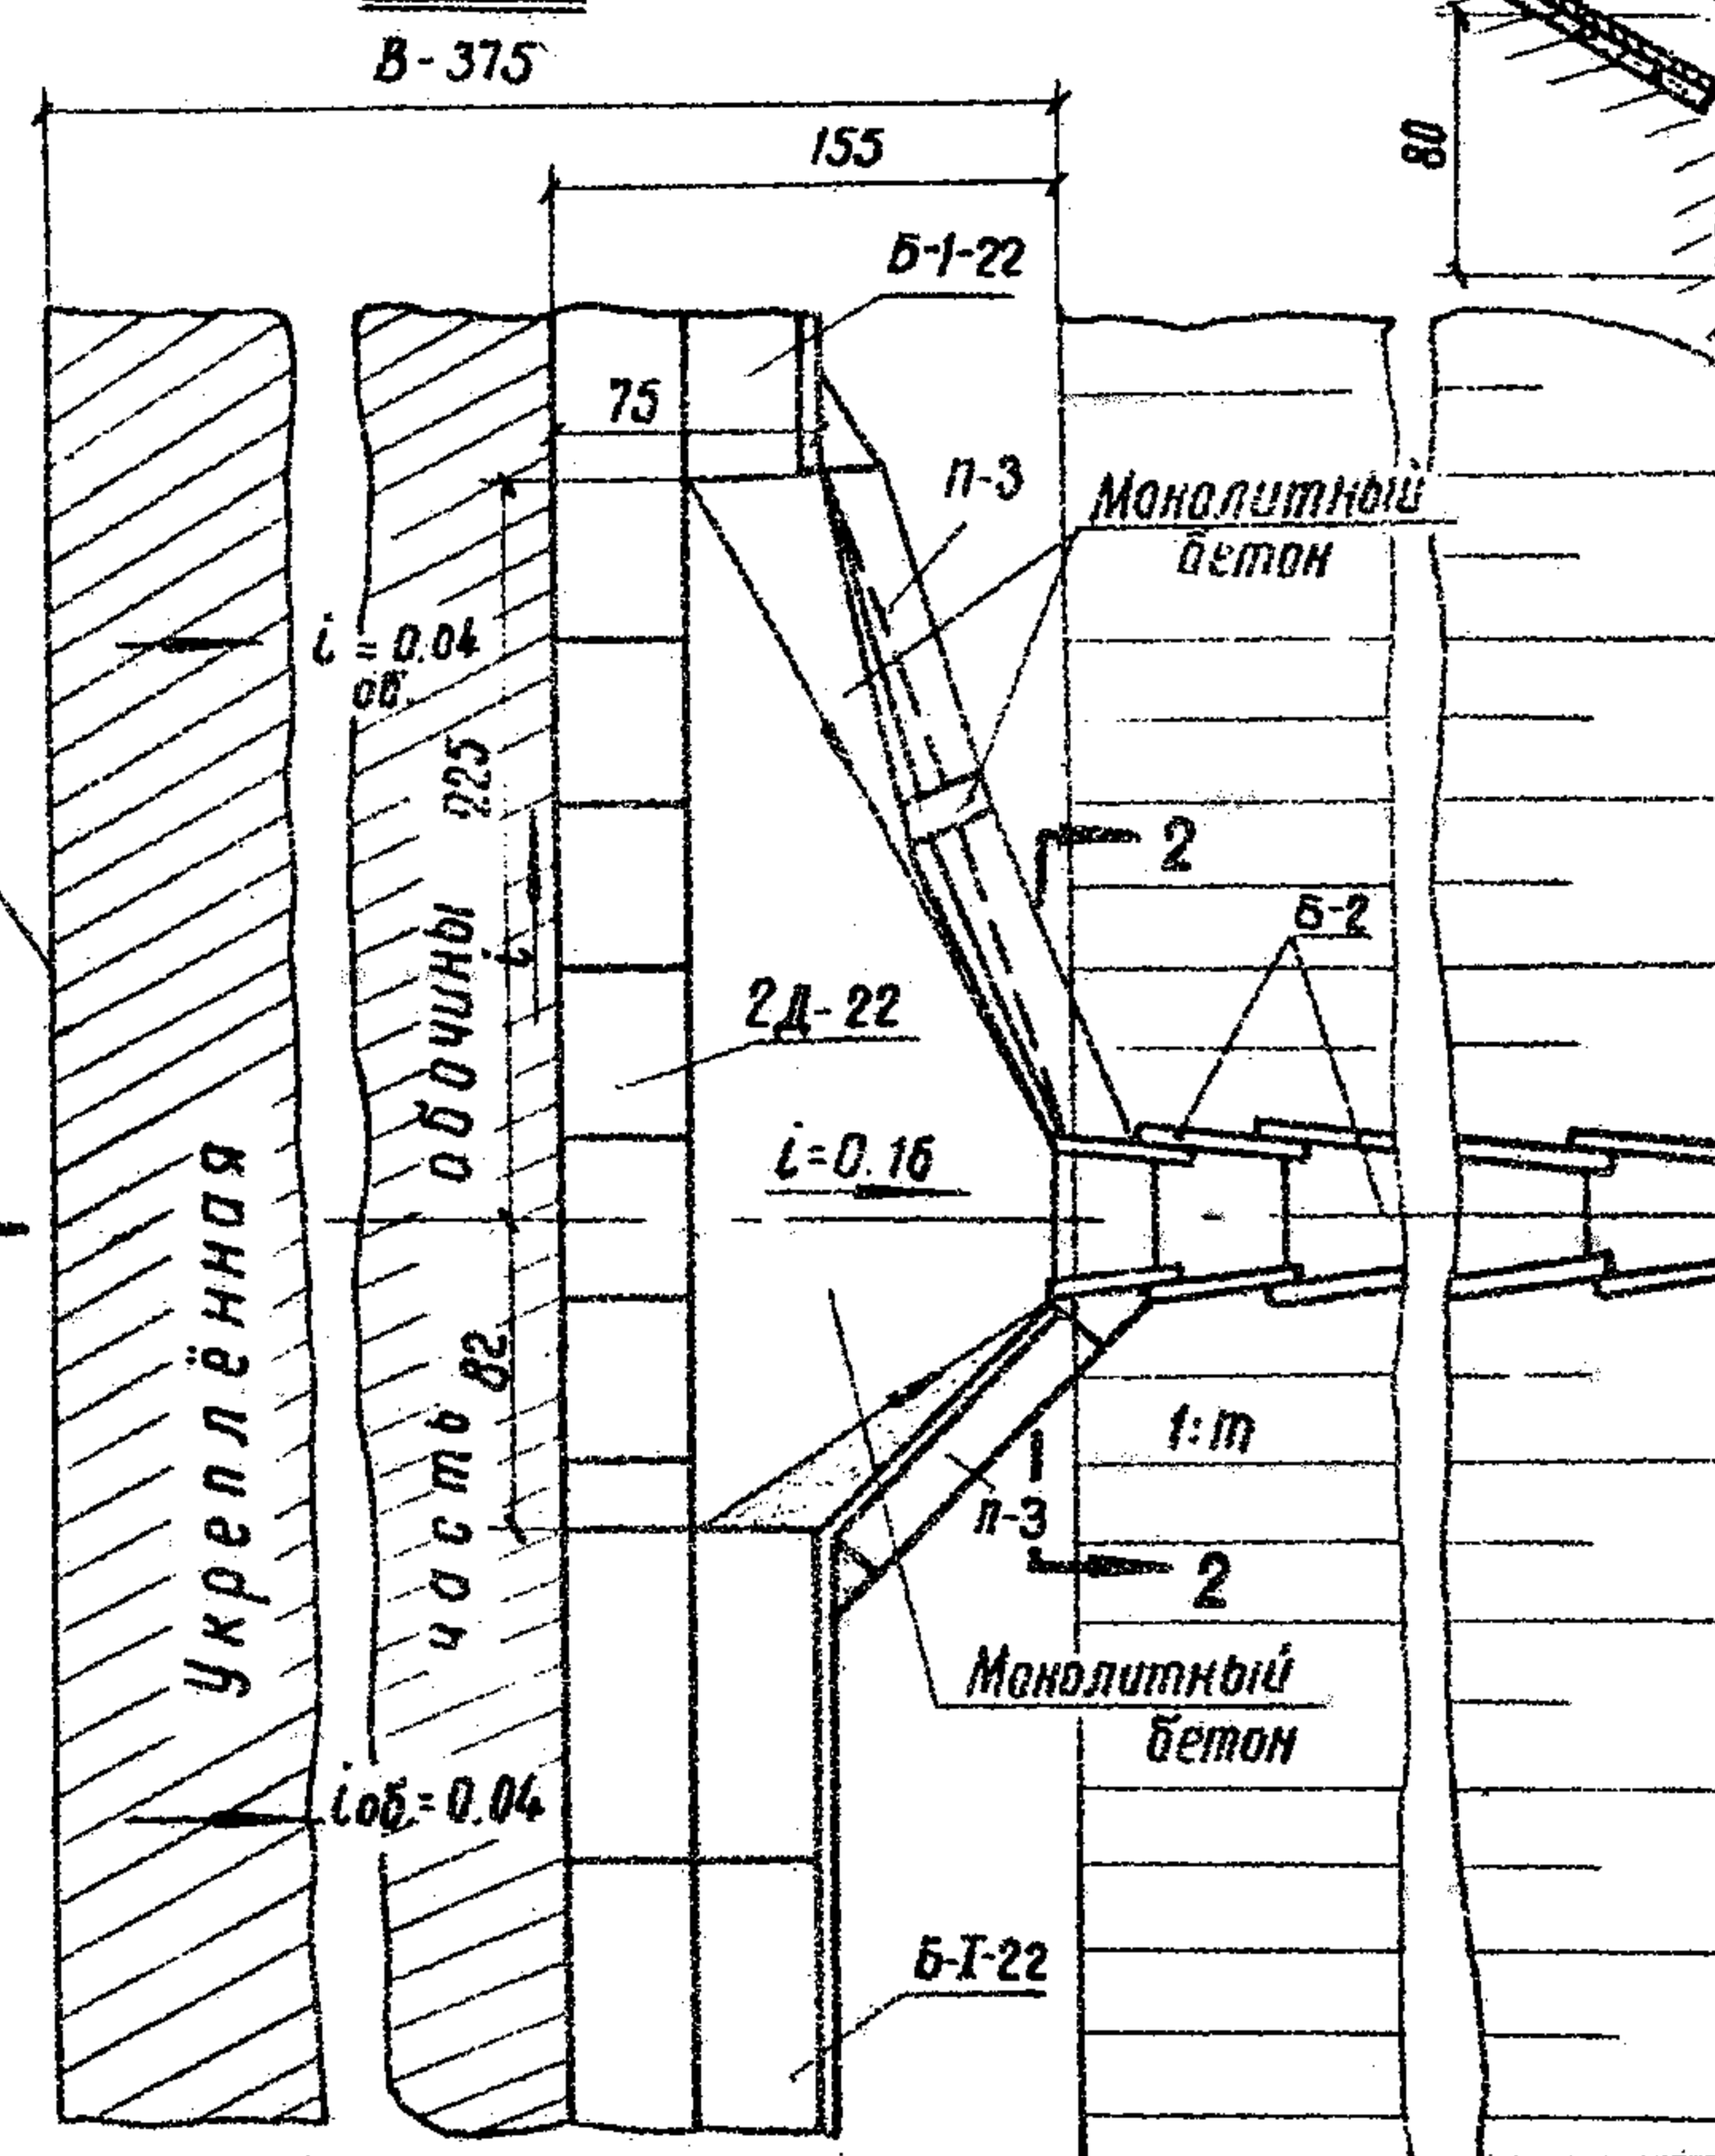 В-375
155
80
Б-1-22
75
П-3
Монолитный
бетон
i = 0.04
об.
225
2
Б-2
i
2Д-22
i=0.16
Укреплённая
часть обочины
82
1:m
П-3
2
Монолитный
бетон
iоб.=0.04
Б-I-22